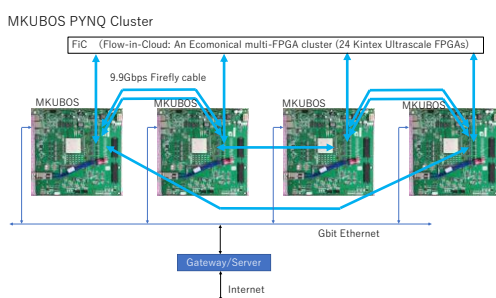 MKUBOS PYNQ Cluster
FiC (Flow-in-Cloud: An Ecomonical multi-FPGA cluster (24 Kintex Ultrascale FPGAs)
9.9Gbps Firefly cable
MKUBOS MKUBOS MKUBOS MKUBOS
Gbit Ethernet
Gateway/Server
Internet